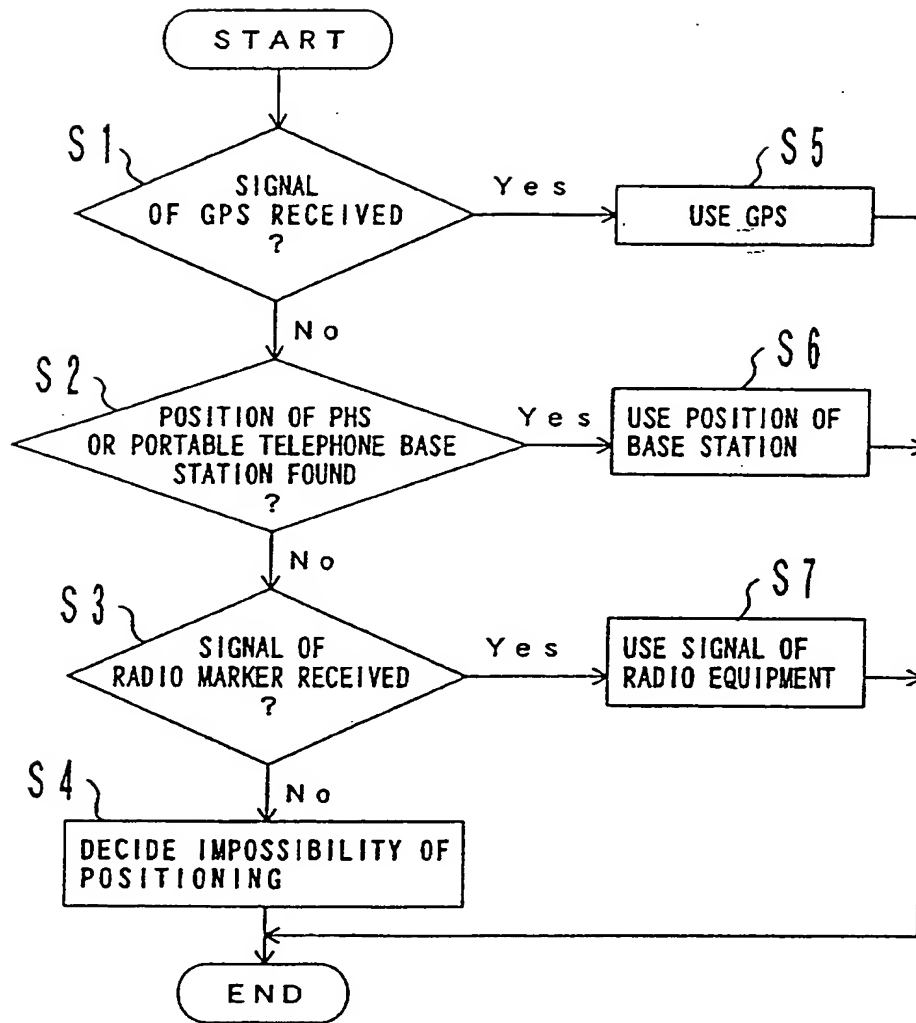 START
S1
SIGNAL
OF GPS RECEIVED
?
Yes
S5
USE GPS
No
S2
POSITION OF PHS
OR PORTABLE TELEPHONE BASE
STATION FOUND
?
Yes
S6
USE POSITION OF
BASE STATION
No
S3
SIGNAL OF
RADIO MARKER RECEIVED
?
Yes
S7
USE SIGNAL OF
RADIO EQUIPMENT
No
S4
DECIDE IMPOSSIBILITY OF
POSITIONING
END